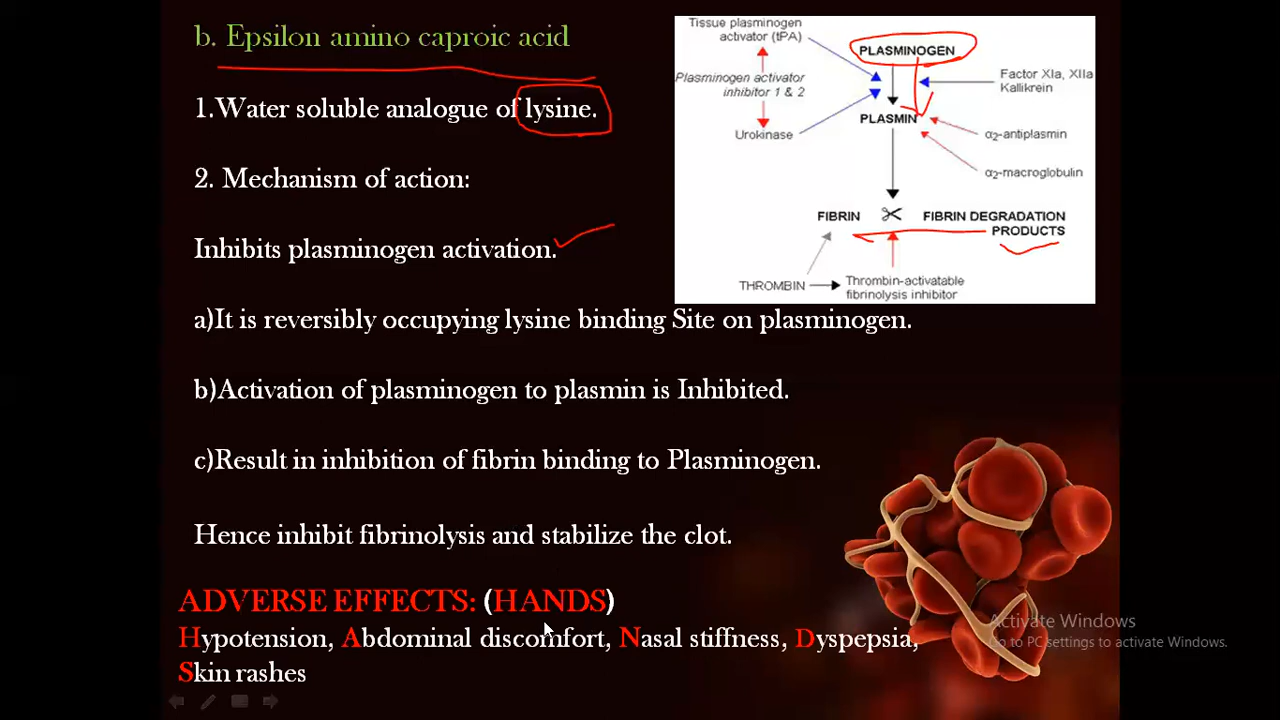 b. Epsilon amino caproic acid
1.Water soluble analogue of lysine.
2. Mechanism of action:
Inhibits plasminogen activation.
Tissue plasminogen
activator (tPA)
PLASMINOGEN
Plasminogen activator
inhibitor 1 & 2
Factor XIa, XIIa
Kallikrein
Urokinase
PLASMIN
α2-antiplasmin
α2-macroglobulin
FIBRIN
FIBRIN DEGRADATION
PRODUCTS
THROMBIN
Thrombin-activatable
fibrinolysis inhibitor
a)It is reversibly occupying lysine binding Site on plasminogen.
b)Activation of plasminogen to plasmin is Inhibited.
c)Result in inhibition of fibrin binding to Plasminogen.
Hence inhibit fibrinolysis and stabilize the clot.
ADVERSE EFFECTS: (HANDS)
Hypotension, Abdominal discomfort, Nasal stiffness, Dyspepsia,
Skin rashes
Activate Windows
Go to PC settings to activate Windows.